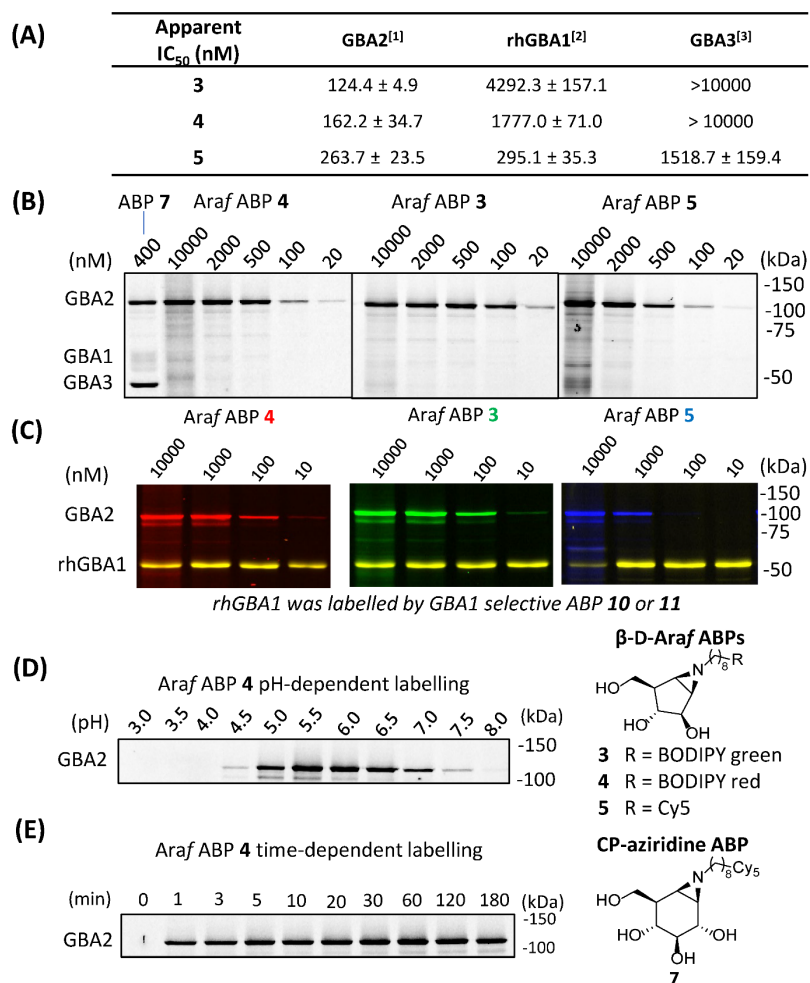 (A)
Apparent IC50 (nM) GBA2[1] rhGBA1[2] GBA3[3]
3 124.4 ± 4.9 4292.3 ± 157.1 >10000
4 162.2 ± 34.7 1777.0 ± 71.0 > 10000
5 263.7 ± 23.5 295.1 ± 35.3 1518.7 ± 159.4
(B)
ABP 7 Araf ABP 4 Araf ABP 3 Araf ABP 5
(nM) 400 10000 2000 500 100 20 10000 2000 500 100 20 10000 2000 500 100 20 (kDa)
GBA2
GBA1
GBA3
-150
-100
-75
-50
(C)
Araf ABP 4 Araf ABP 3 Araf ABP 5
(nM) 10000 1000 100 10 10000 1000 100 10 10000 1000 100 10 (kDa)
GBA2
rhGBA1
-150
-100
-75
-50
rhGBA1 was labelled by GBA1 selective ABP 10 or 11
(D)
Araf ABP 4 pH-dependent labelling
(pH) 3.0 3.5 4.0 4.5 5.0 5.5 6.0 6.5 7.0 7.5 8.0 (kDa)
GBA2
-150
-100
β-D-Araf ABPs
()8 R
N
HO
OH
HO
3 R = BODIPY green
4 R = BODIPY red
5 R = Cy5
(E)
Araf ABP 4 time-dependent labelling
(min) 0 1 3 5 10 20 30 60 120 180 (kDa)
GBA2
-150
-100
CP-aziridine ABP
()8 Cy5
N
HO
HO
OH
OH
7